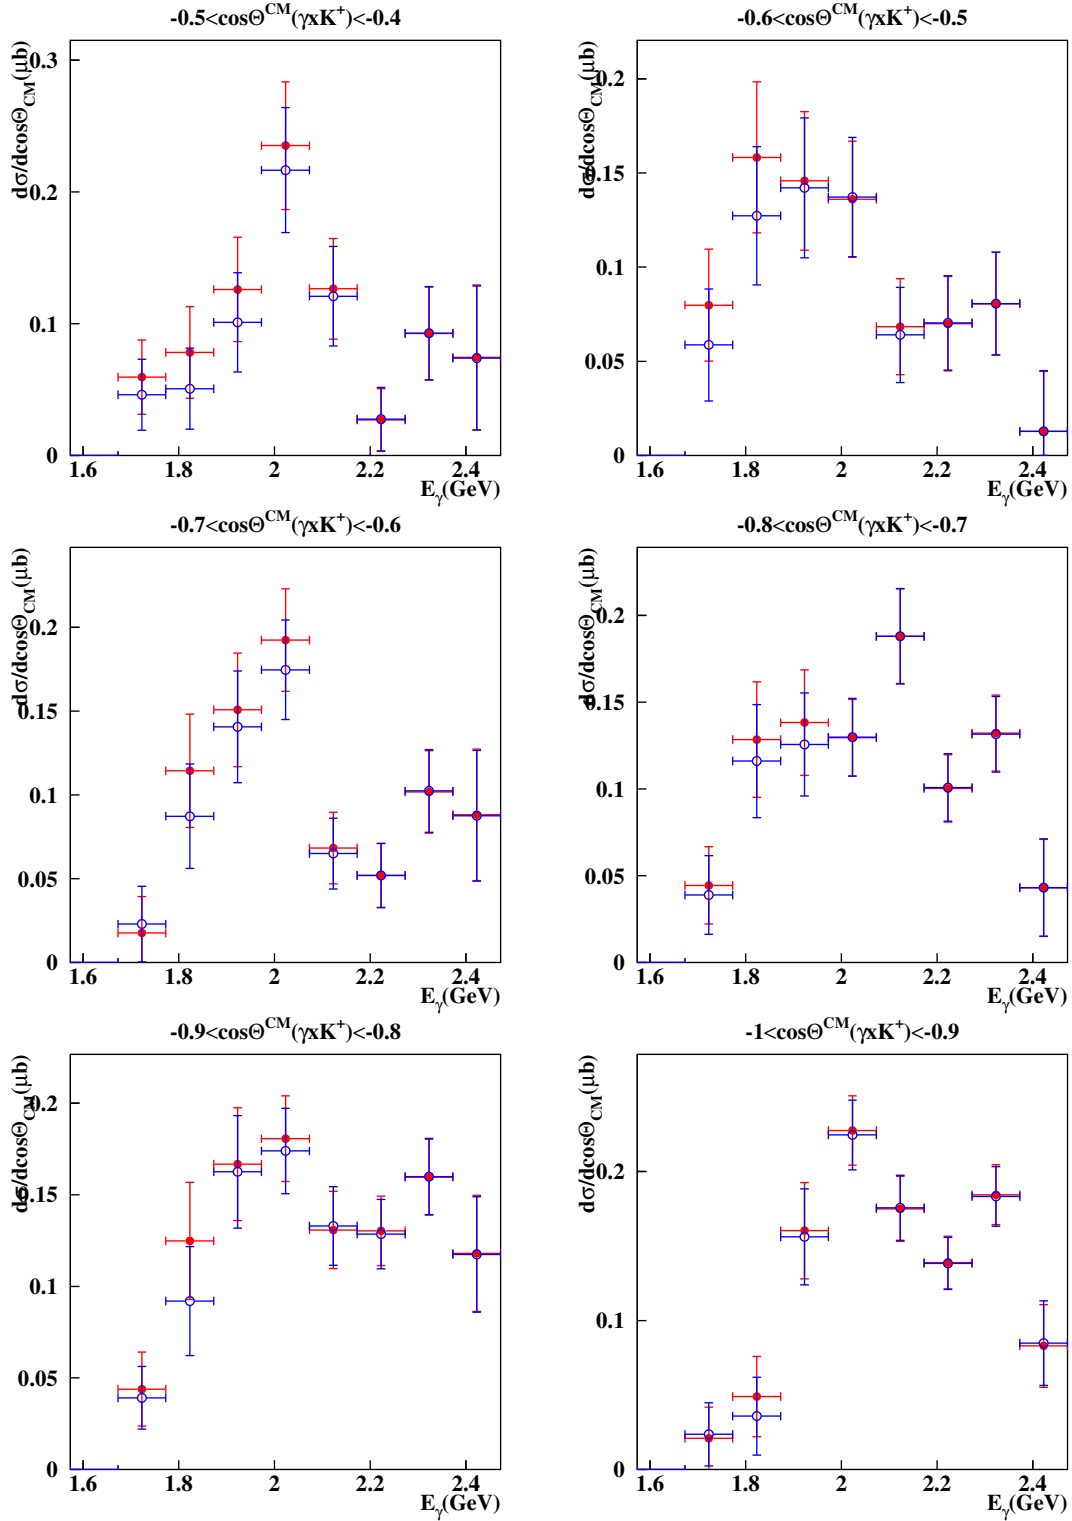 -0.5<cosΘ^CM(γxK⁺)<-0.4
dσ/dcosΘ_CM(μb)
0.3
0.2
0.1
0
1.6 1.8 2 2.2 2.4
E_γ(GeV)
-0.6<cosΘ^CM(γxK⁺)<-0.5
dσ/dcosΘ_CM(μb)
0.2
0.15
0.1
0.05
0
1.6 1.8 2 2.2 2.4
E_γ(GeV)
-0.7<cosΘ^CM(γxK⁺)<-0.6
dσ/dcosΘ_CM(μb)
0.2
0.15
0.1
0.05
0
1.6 1.8 2 2.2 2.4
E_γ(GeV)
-0.8<cosΘ^CM(γxK⁺)<-0.7
dσ/dcosΘ_CM(μb)
0.2
0.15
0.1
0.05
0
1.6 1.8 2 2.2 2.4
E_γ(GeV)
-0.9<cosΘ^CM(γxK⁺)<-0.8
dσ/dcosΘ_CM(μb)
0.2
0.15
0.1
0.05
0
1.6 1.8 2 2.2 2.4
E_γ(GeV)
-1<cosΘ^CM(γxK⁺)<-0.9
dσ/dcosΘ_CM(μb)
0.2
0.1
0
1.6 1.8 2 2.2 2.4
E_γ(GeV)